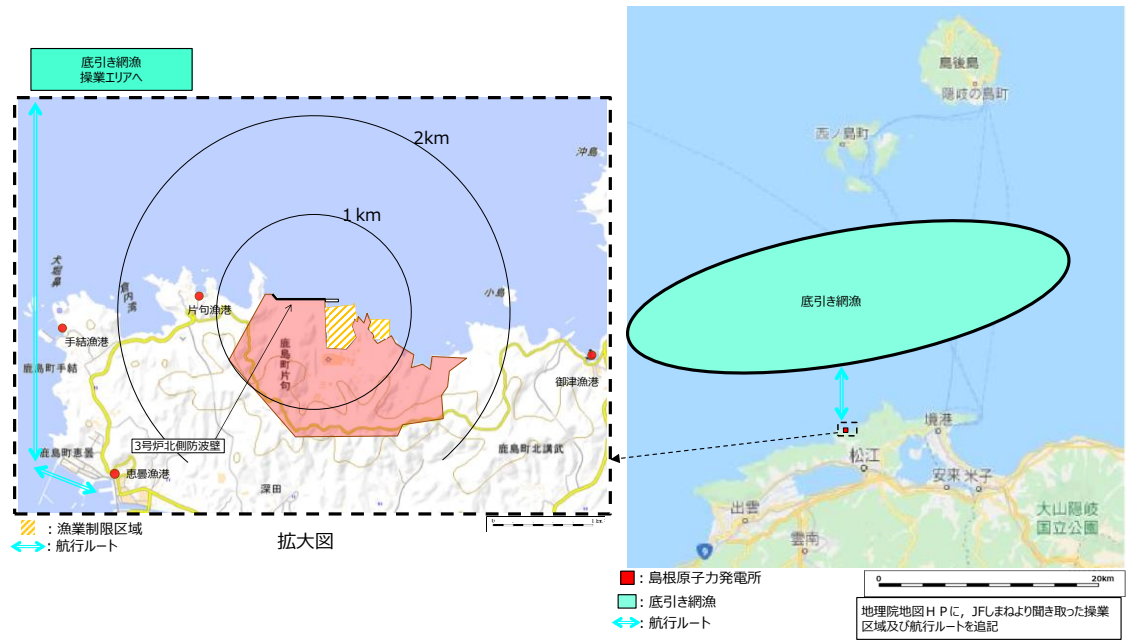 底引き網漁
操業エリアへ
2km
1km
沖島
犬堀鼻
倉内湾
小島
片句漁港
手結漁港
鹿島町片句
御津漁港
鹿島町手結
3号炉北側防波壁
鹿島町北講武
鹿島町恵曇
恵曇漁港
深田
0
1km
：漁業制限区域
：航行ルート
拡大図
島後島
隠岐の島町
西ノ島町
底引き網漁
境港
松江
安来
米子
出雲
大山隠岐
国立公園
雲南
9
：島根原子力発電所
：底引き網漁
：航行ルート
0
20km
地理院地図ＨＰに，JFしまねより聞き取った操業
区域及び航行ルートを追記